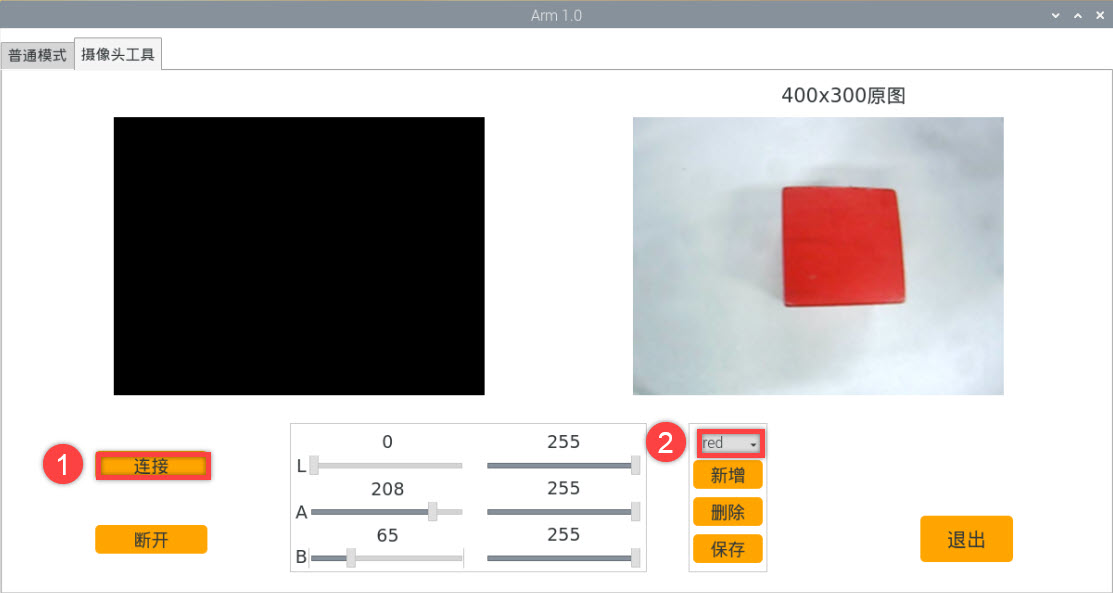 Arm 1.0
普通模式 摄像头工具
400x300原图
1 连接
断开
0 255
L
208 255
A
65 255
B
2 red
新增
删除
保存
退出